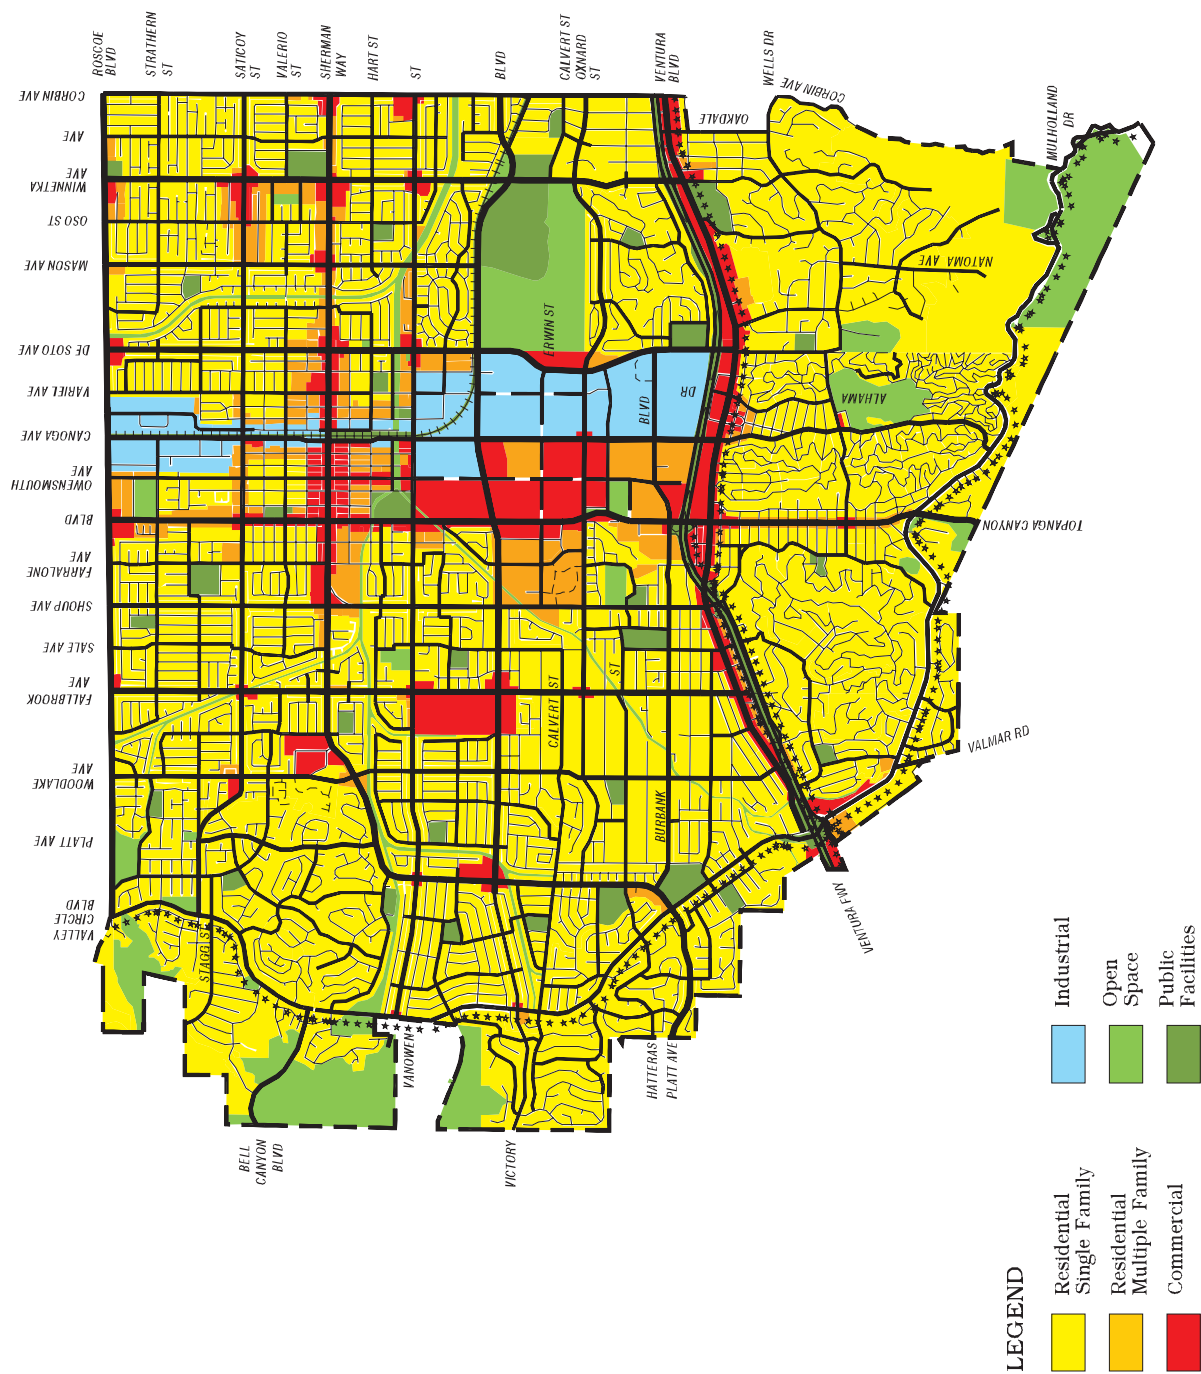 ROSCOE
BLVD
STRATHERN
ST
SATICOY
ST
VALERIO
ST
SHERMAN
WAY
HART ST
ST
BLVD
CALVERT ST
OXNARD
ST
VENTURA
BLVD
WELLS DR
CORBIN AVE
CORBIN AVE
OAKDALE
MULHOLLAND
DR
AVE
AVE
WINNETKA
OSO ST
MASON AVE
NATOMA AVE
DE SOTO AVE
ERWIN ST
VARIEL AVE
BLVD
DR
ALHAMA
CANOGA AVE
AVE
OWENSMOUTH
BLVD
TOPANGA CANYON
AVE
FARRALONE
SHOUP AVE
SALE AVE
AVE
FALLBROOK
CALVERT ST
ST
VALMAR RD
AVE
WOODLAKE
BURBANK
PLATT AVE
BLVD
CIRCLE
VALLEY
STAGG ST
VENTURA FWY
VANOWEN
HATTERAS
PLATT AVE
BELL
CANYON
BLVD
VICTORY
LEGEND
Residential
Single Family
Residential
Multiple Family
Commercial
Industrial
Open
Space
Public
Facilities